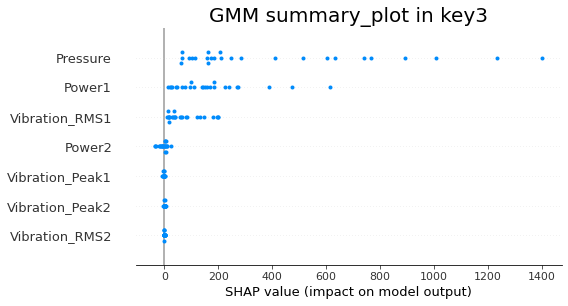 GMM summary_plot in key3
Pressure
Power1
Vibration_RMS1
Power2
Vibration_Peak1
Vibration_Peak2
Vibration_RMS2
0 200 400 600 800 1000 1200 1400
SHAP value (impact on model output)